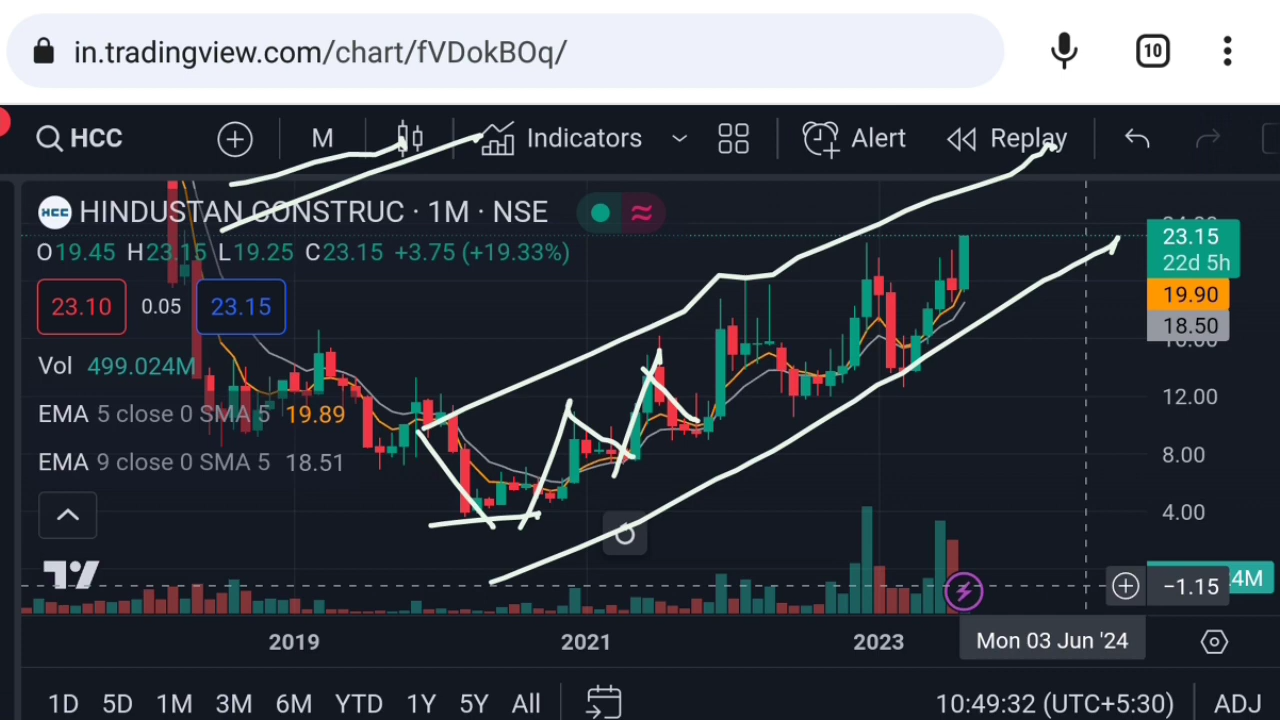 in.tradingview.com/chart/fVDokBOq/
10
HCC
M
Indicators
Alert
Replay
HCC
HINDUSTAN CONSTRUC · 1M · NSE
O19.45 H23.15 L19.25 C23.15 +3.75 (+19.33%)
23.10
0.05
23.15
Vol 499.024M
EMA 5 close 0 SMA 5 19.89
EMA 9 close 0 SMA 5 18.51
23.15
22d 5h
19.90
18.50
12.00
8.00
4.00
4M
−1.15
2019
2021
2023
Mon 03 Jun '24
1D 5D 1M 3M 6M YTD 1Y 5Y All
10:49:32 (UTC+5:30)
ADJ